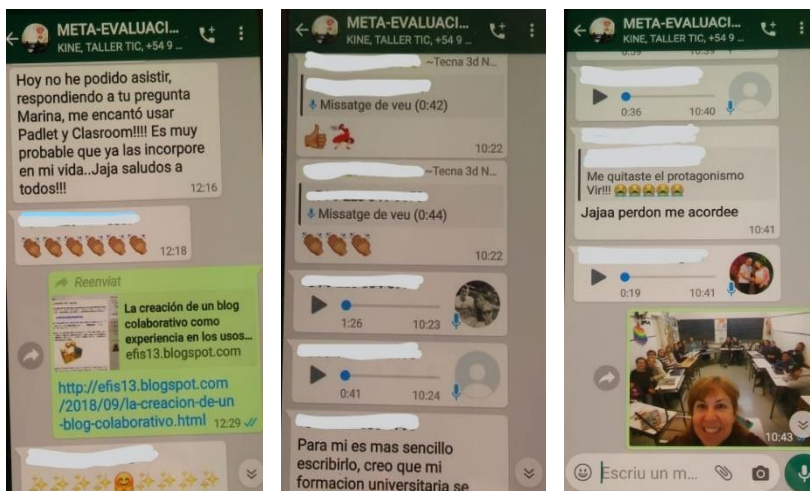 META-EVALUACI...
KINE, TALLER TIC, +54 9 ...
Hoy no he podido asistir,
respondiendo a tu pregunta
Marina, me encantó usar
Padlet y Clasroom!!!! Es muy
probable que ya las incorpore
en mi vida..Jaja saludos a
todos!!!
12:16
12:18
Reenviat
La creación de un blog
colaborativo como
experiencia en los usos...
efis13.blogspot.com
http://efis13.blogspot.com
/2018/09/la-creacion-de-un
-blog-colaborativo.html 12:29
META-EVALUACI...
KINE, TALLER TIC, +54 9 ...
~Tecna 3d N...
Missatge de veu (0:42)
10:22
~Tecna 3d N...
Missatge de veu (0:44)
10:22
1:26 10:23
0:41 10:24
Para mi es mas sencillo
escribirlo, creo que mi
formacion universitaria se
META-EVALUACI...
KINE, TALLER TIC, +54 9 ...
0:39 10:39
0:36 10:40
Me quitaste el protagonismo
Vir!!!
Jajaa perdon me acordee
10:41
0:19 10:41
10:43
Escriu un m...